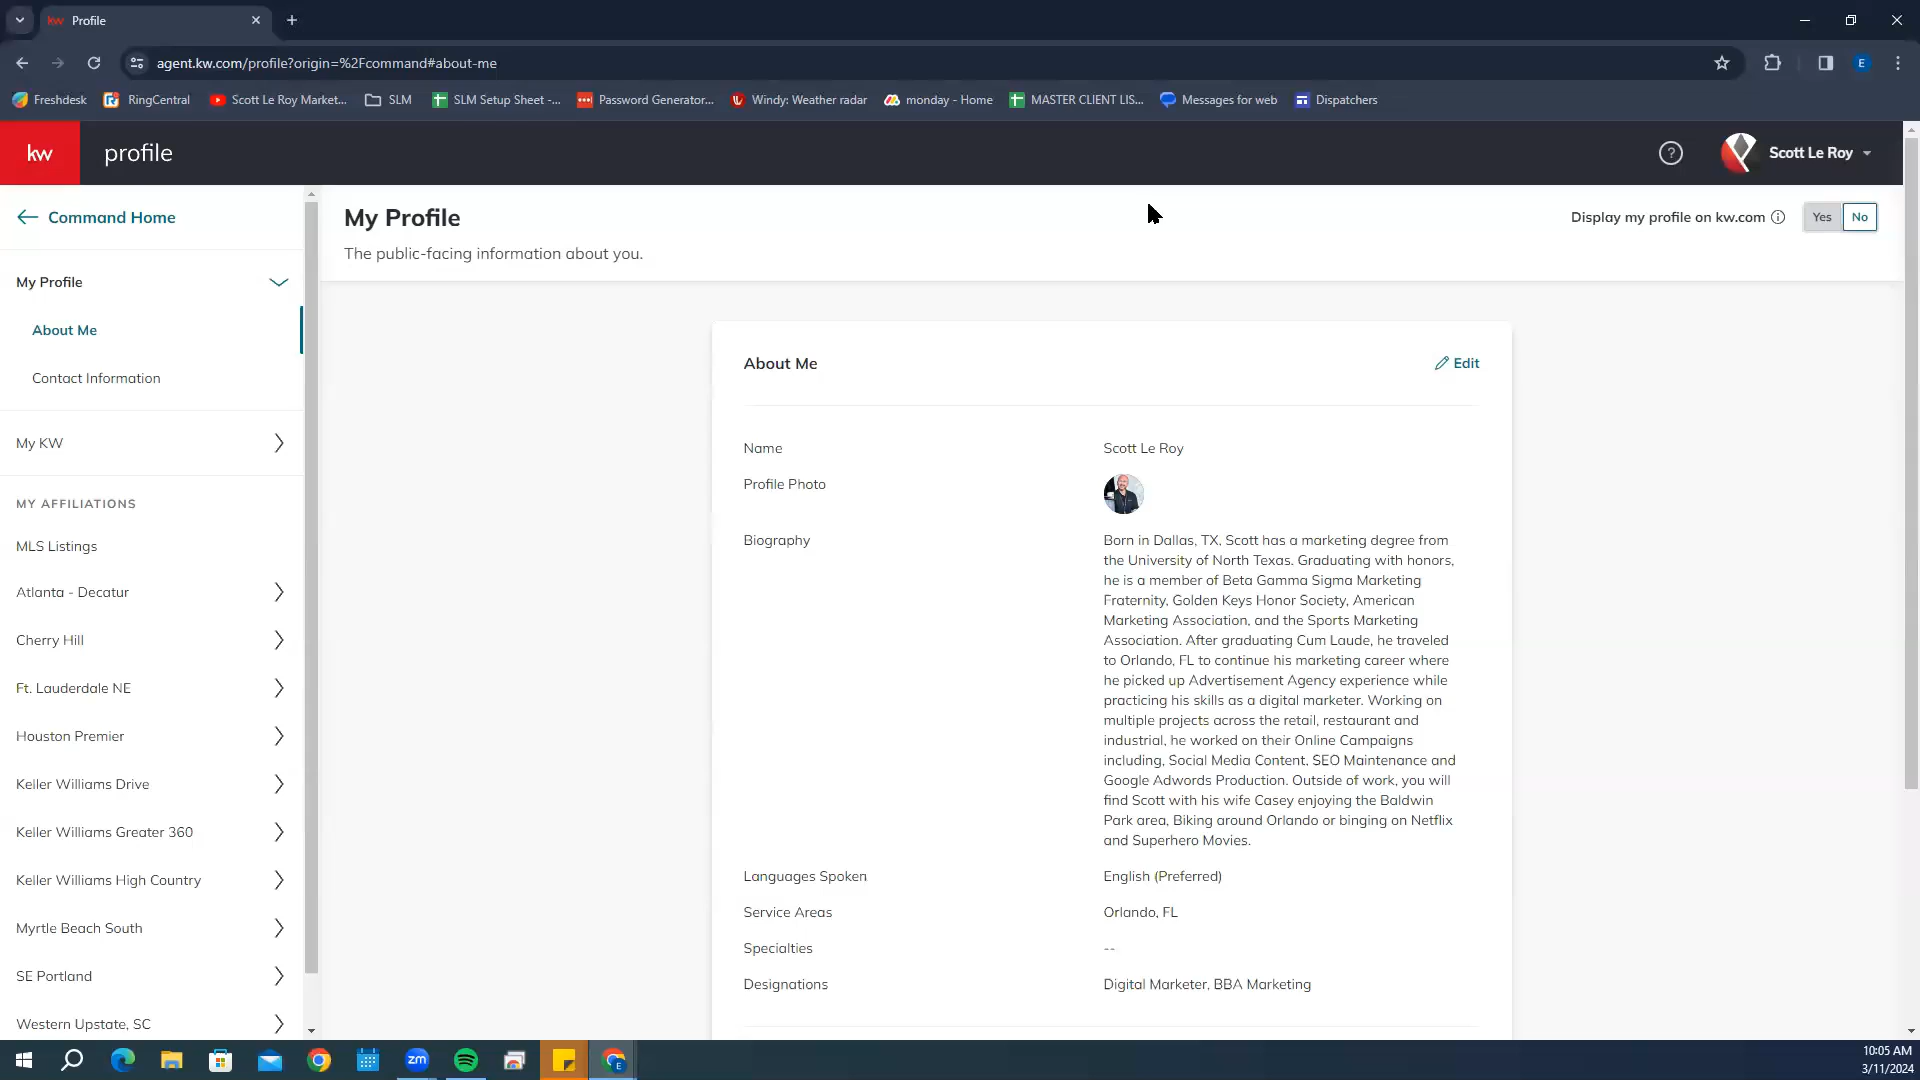 Profile
agent.kw.com/profile?origin=%2Fcommand#about-me
E
Freshdesk
RingCentral
Scott Le Roy Market...
SLM
SLM Setup Sheet -...
Password Generator...
Windy: Weather radar
monday - Home
MASTER CLIENT LIS...
Messages for web
Dispatchers
kw
profile
?
Scott Le Roy
Command Home
My Profile
About Me
Contact Information
My KW
MY AFFILIATIONS
MLS Listings
Atlanta - Decatur
Cherry Hill
Ft. Lauderdale NE
Houston Premier
Keller Williams Drive
Keller Williams Greater 360
Keller Williams High Country
Myrtle Beach South
SE Portland
Western Upstate, SC
My Profile
The public-facing information about you.
Display my profile on kw.com
Yes
No
About Me
Edit
Name
Scott Le Roy
Profile Photo
Biography
Born in Dallas, TX, Scott has a marketing degree from
the University of North Texas. Graduating with honors,
he is a member of Beta Gamma Sigma Marketing
Fraternity, Golden Keys Honor Society, American
Marketing Association, and the Sports Marketing
Association. After graduating Cum Laude, he traveled
to Orlando, FL to continue his marketing career where
he picked up Advertisement Agency experience while
practicing his skills as a digital marketer. Working on
multiple projects across the retail, restaurant and
industrial, he worked on their Online Campaigns
including, Social Media Content, SEO Maintenance and
Google Adwords Production. Outside of work, you will
find Scott with his wife Casey enjoying the Baldwin
Park area, Biking around Orlando or binging on Netflix
and Superhero Movies.
Languages Spoken
English (Preferred)
Service Areas
Orlando, FL
Specialties
--
Designations
Digital Marketer, BBA Marketing
zm
E
10:05 AM
3/11/2024